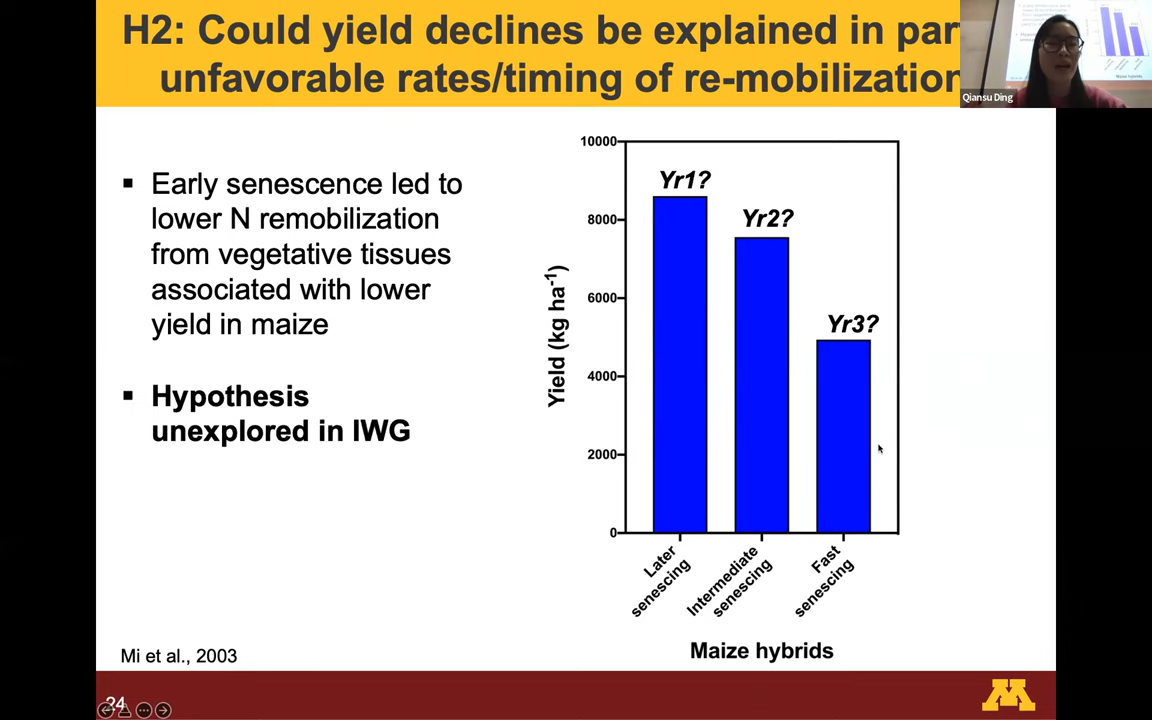 H2: Could yield declines be explained in par
unfavorable rates/timing of re-mobilization
Qiansu Ding
▪ Early senescence led to
lower N remobilization
from vegetative tissues
associated with lower
yield in maize
▪ Hypothesis
unexplored in IWG
Mi et al., 2003
Yield (kg ha-1)
10000
8000
6000
4000
2000
0
Yr1?
Yr2?
Yr3?
Later
senescing
Intermediate
senescing
Fast
senescing
Maize hybrids
24
M